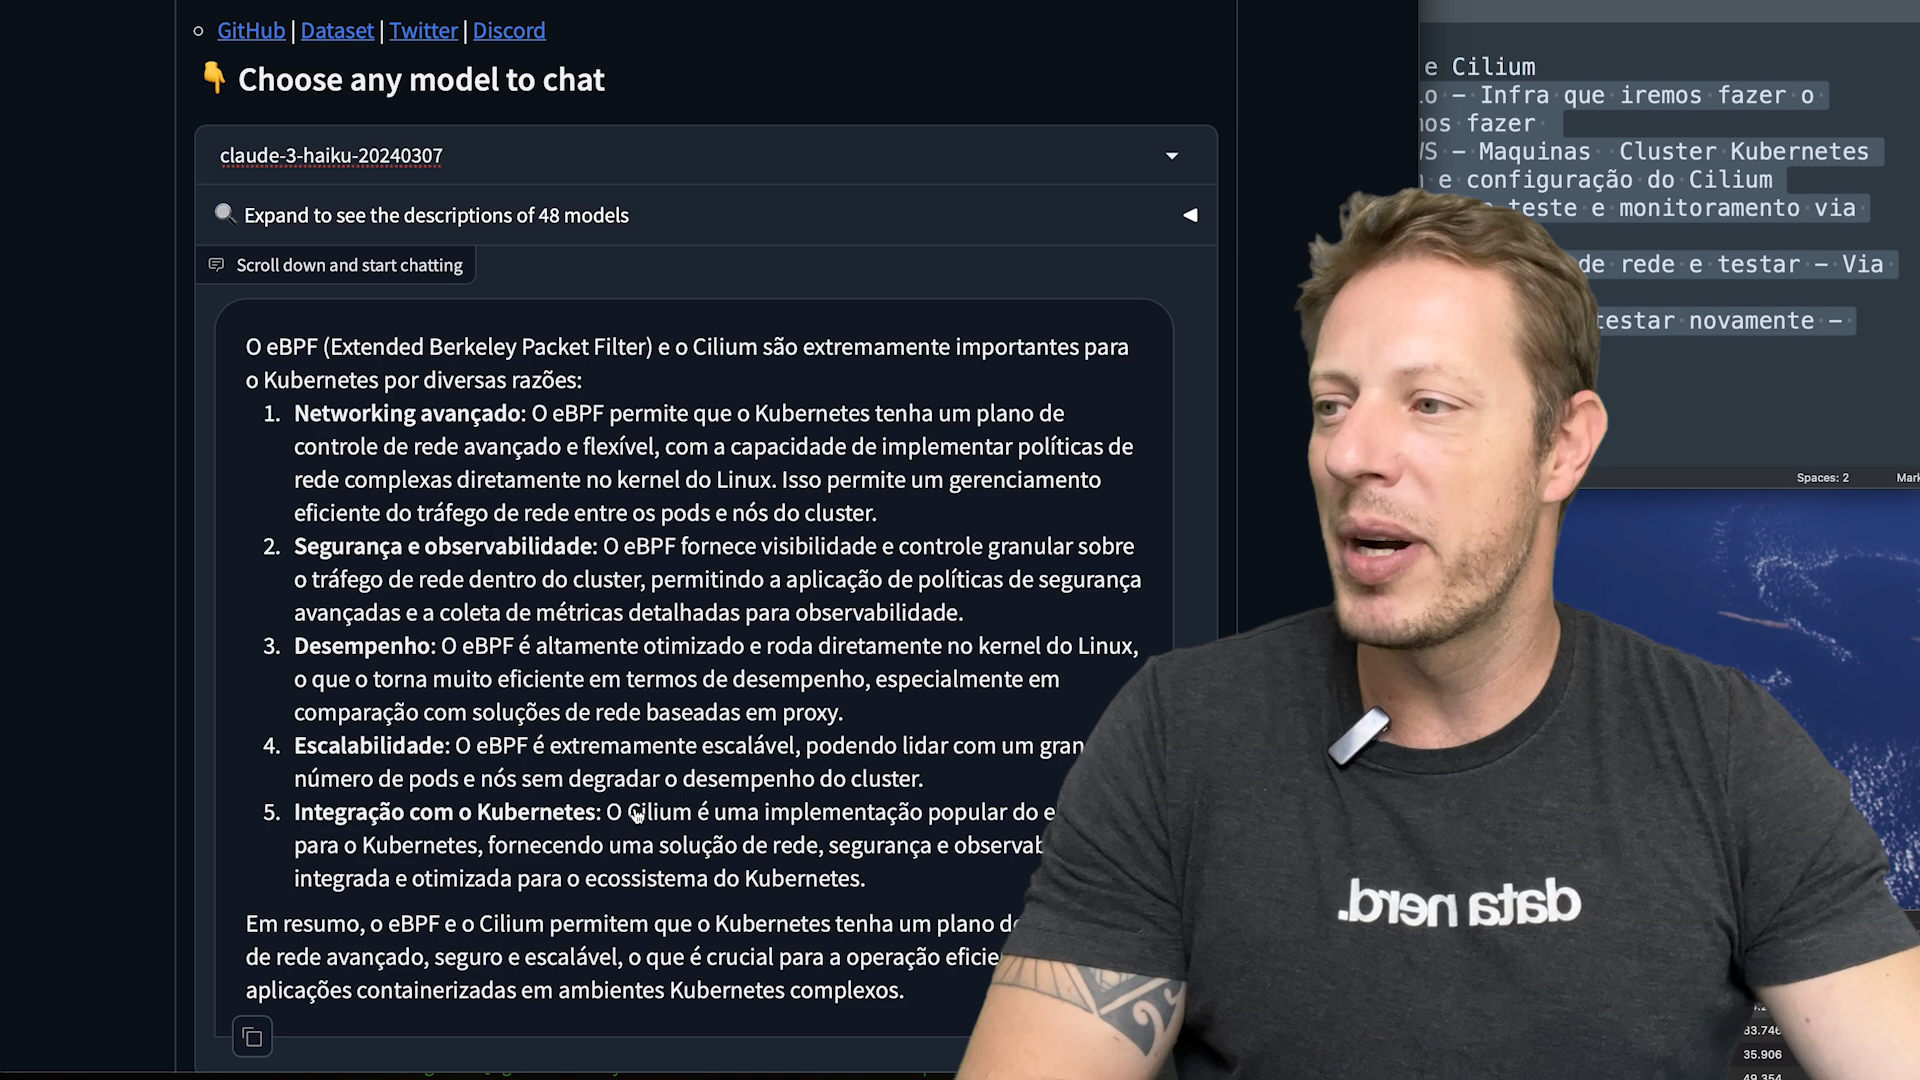 GitHub | Dataset | Twitter | Discord
👇 Choose any model to chat
claude-3-haiku-20240307
Expand to see the descriptions of 48 models
Scroll down and start chatting
O eBPF (Extended Berkeley Packet Filter) e o Cilium são extremamente importantes para
o Kubernetes por diversas razões:
1. Networking avançado: O eBPF permite que o Kubernetes tenha um plano de
controle de rede avançado e flexível, com a capacidade de implementar políticas de
rede complexas diretamente no kernel do Linux. Isso permite um gerenciamento
eficiente do tráfego de rede entre os pods e nós do cluster.
2. Segurança e observabilidade: O eBPF fornece visibilidade e controle granular sobre
o tráfego de rede dentro do cluster, permitindo a aplicação de políticas de segurança
avançadas e a coleta de métricas detalhadas para observabilidade.
3. Desempenho: O eBPF é altamente otimizado e roda diretamente no kernel do Linux,
o que o torna muito eficiente em termos de desempenho, especialmente em
comparação com soluções de rede baseadas em proxy.
4. Escalabilidade: O eBPF é extremamente escalável, podendo lidar com um gran
número de pods e nós sem degradar o desempenho do cluster.
5. Integração com o Kubernetes: O Cilium é uma implementação popular do e
para o Kubernetes, fornecendo uma solução de rede, segurança e observab
integrada e otimizada para o ecossistema do Kubernetes.
Em resumo, o eBPF e o Cilium permitem que o Kubernetes tenha um plano de
de rede avançado, seguro e escalável, o que é crucial para a operação eficie
aplicações containerizadas em ambientes Kubernetes complexos.
e Cilium
– Infra que iremos fazer o
fazer
– Maquinas Cluster Kubernetes
e configuração do Cilium
teste e monitoramento via
de rede e testar – Via
testar novamente –
Spaces: 2 Mark
data nerd.
33.746
35.906
49.354